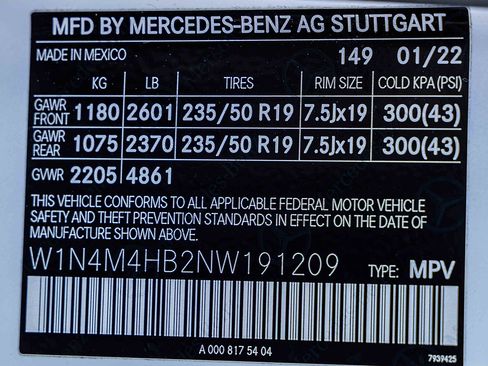 MFD BY MERCEDES-BENZ AG STUTTGART
MADE IN MEXICO 149 01/22
KG LB TIRES RIM SIZE COLD KPA(PSI)
GAWR FRONT 1180 2601 235/50 R19 7.5Jx19 300(43)
GAWR REAR 1075 2370 235/50 R19 7.5Jx19 300(43)
GVWR 2205 4861
THIS VEHICLE CONFORMS TO ALL APPLICABLE FEDERAL MOTOR VEHICLE
SAFETY AND THEFT PREVENTION STANDARDS IN EFFECT ON THE DATE OF
MANUFACTURE SHOWN ABOVE.
W1N4M4HB2NW191209 TYPE: MPV
A 000 817 54 04
7939425